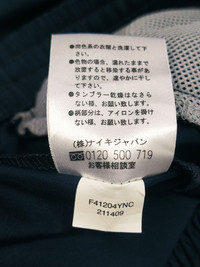 ●同色系の衣類と洗濯して下
さい。
●色物の場合、濡れたままで
放置すると移染する事があ
りますので、速やかに干し
て下さい。
●タンブラー乾燥はなさら
ない様、お願い致します。
●柄部分は、アイロンを掛け
ない様、お願い致します。
(株)ナイキジャパン
0120 500 719
お客様相談室
F41204YNC
211409